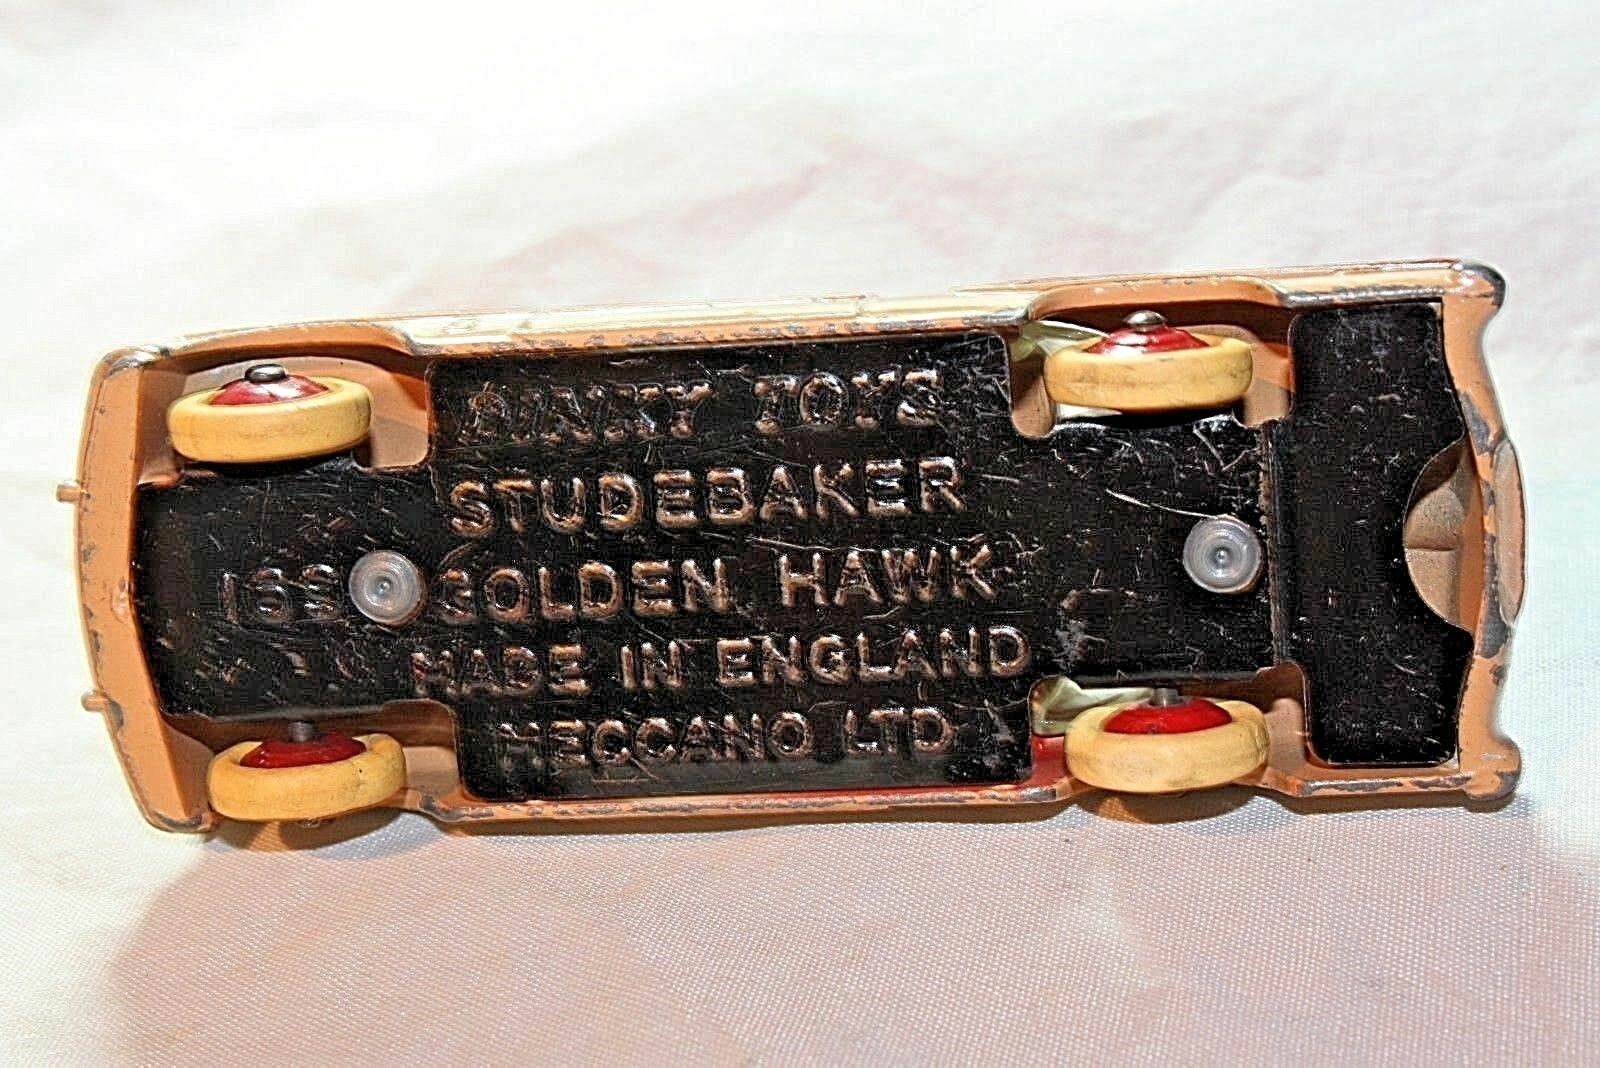 DINKY TOYS
STUDEBAKER
169 GOLDEN HAWK
MADE IN ENGLAND
MECCANO LTD